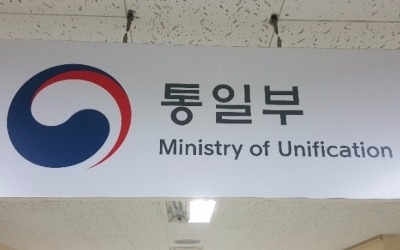 통일부
Ministry of Unification